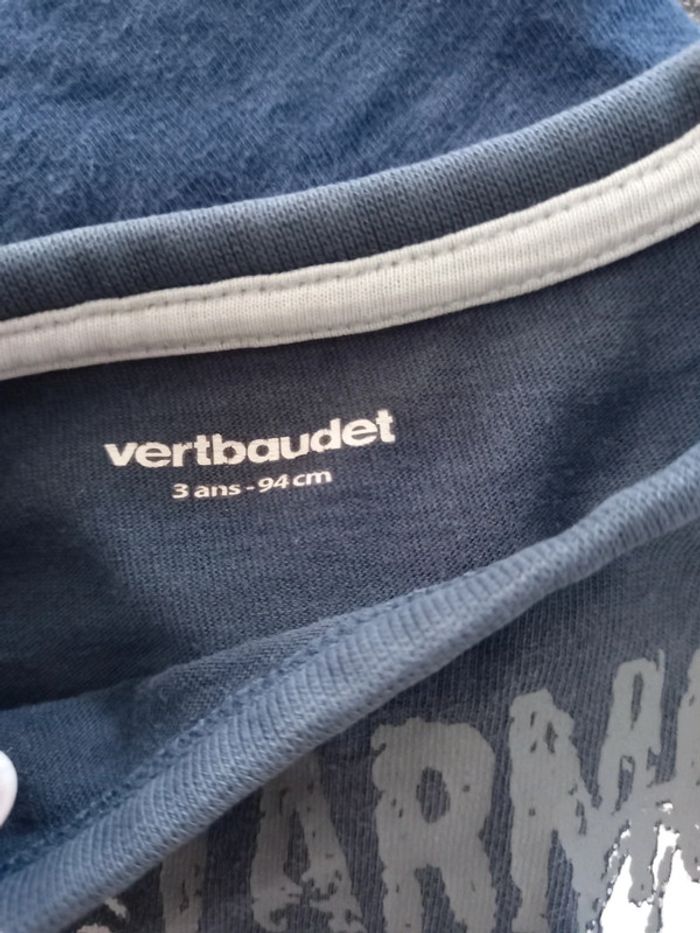 vertbaudet
3 ans - 94 cm